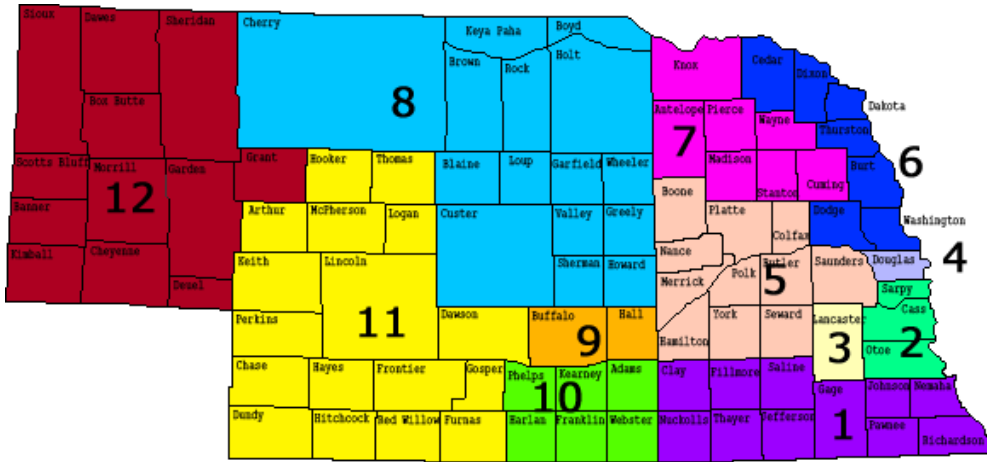 Sioux
Dawes
Sheridan
Cherry
Keya Paha
Boyd
Brown
Rock
Holt
Knox
Cedar
Dixon
Dakota
Box Butte
8
Antelope
Pierce
Wayne
Thurston
7
6
Scotts Bluff
Morrill
Garden
Grant
Hooker
Thomas
Blaine
Loup
Garfield
Wheeler
Madison
Stanton
Cuming
Burt
12
Boone
Banner
Arthur
McPherson
Logan
Custer
Valley
Greely
Platte
Colfax
Dodge
Washington
Kimball
Cheyenne
Deuel
Keith
Lincoln
Sherman
Howard
Nance
Merrick
Polk
Butler
5
Saunders
Douglas
4
Sarpy
Perkins
11
Dawson
Buffalo
Hall
9
Hamilton
York
Seward
Lancaster
3
Cass
Otoe
2
Chase
Hayes
Frontier
Gosper
Phelps
Kearney
Adams
10
Clay
Fillmore
Saline
Gage
Johnson
Nemaha
Dundy
Hitchcock
Red Willow
Furnas
Harlan
Franklin
Webster
Nuckolls
Thayer
Jefferson
1
Pawnee
Richardson